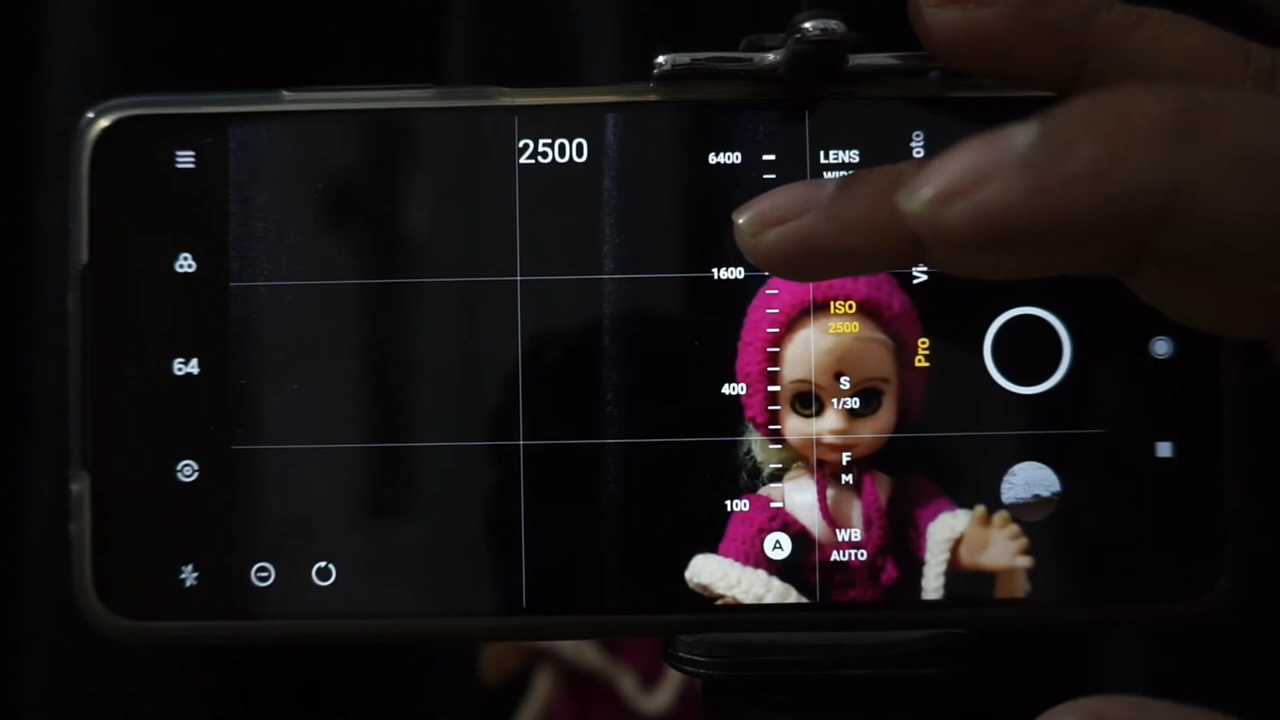 2500
6400
LENS
1600
ISO
2500
64
400
S
1/30
F
M
100
A
WB
AUTO
Pro